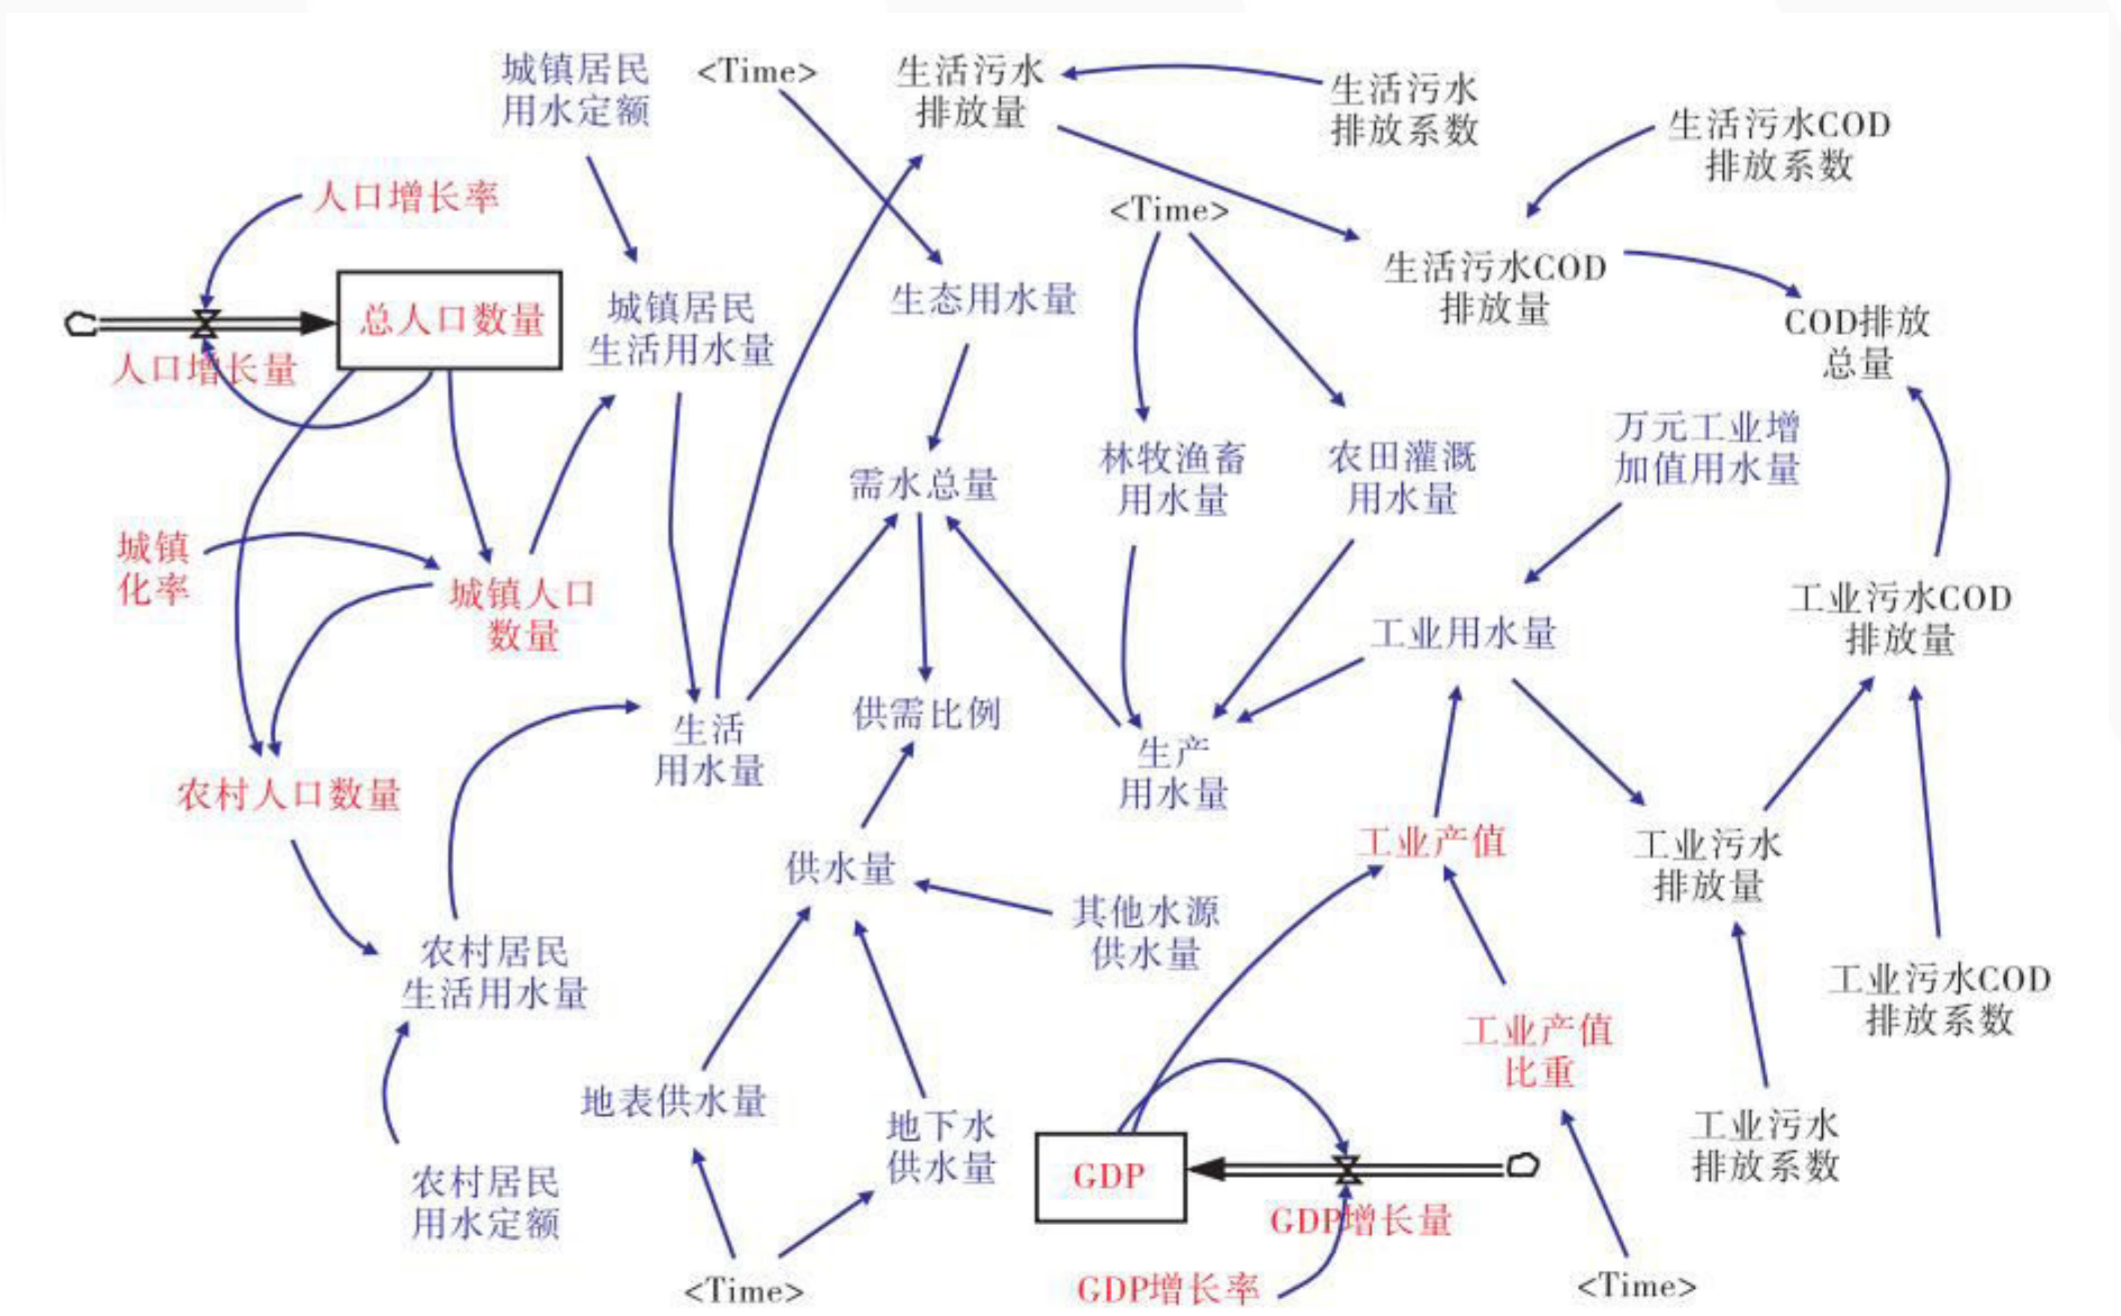 城镇居民
用水定额
<Time>
生活污水
排放量
生活污水
排放系数
生活污水COD
排放系数
人口增长率
<Time>
总人口数量
人口增长量
城镇居民
生活用水量
生态用水量
生活污水COD
排放量
COD排放
总量
需水总量
林牧渔畜
用水量
农田灌溉
用水量
万元工业增
加值用水量
城镇
化率
城镇人口
数量
工业用水量
工业污水COD
排放量
农村人口数量
生活
用水量
供需比例
生产
用水量
工业产值
工业污水
排放量
供水量
其他水源
供水量
农村居民
生活用水量
工业污水COD
排放系数
工业产值
比重
地表供水量
地下水
供水量
GDP
GDP增长量
工业污水
排放系数
农村居民
用水定额
<Time>
GDP增长率
<Time>